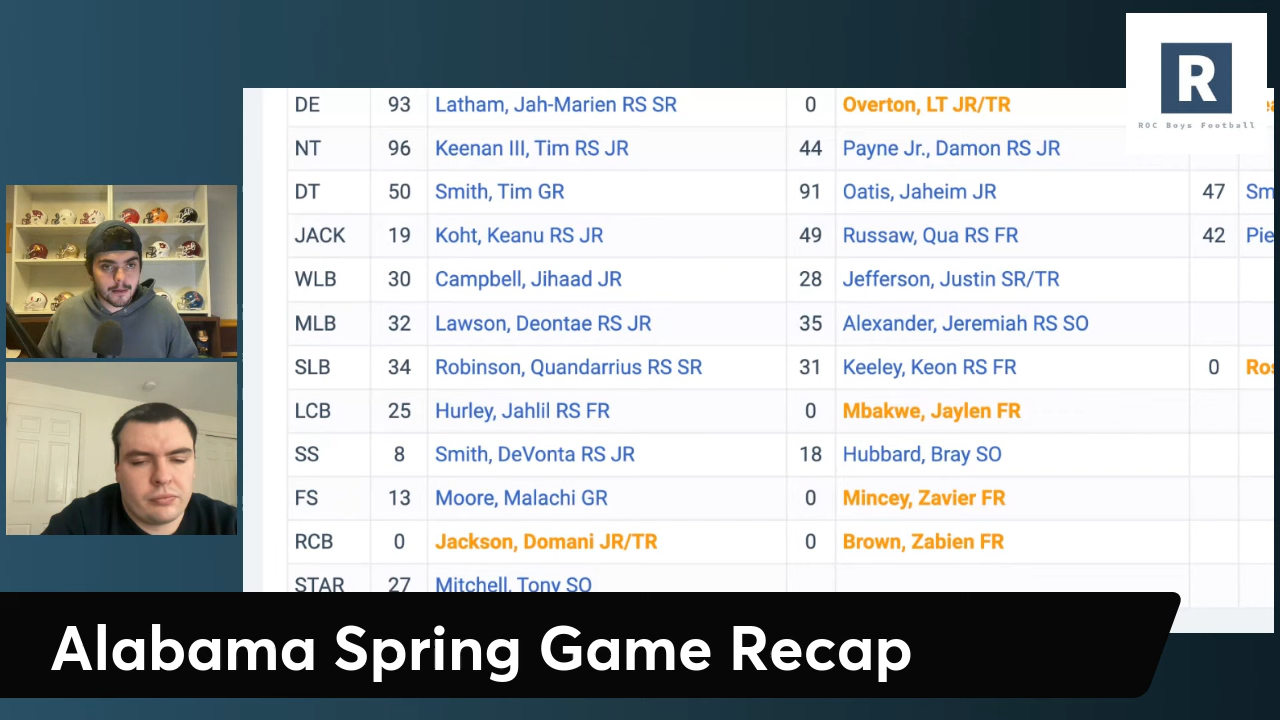 R
ROC Boys Football
DE 93 Latham, Jah-Marien RS SR 0 Overton, LT JR/TR
NT 96 Keenan III, Tim RS JR 44 Payne Jr., Damon RS JR
DT 50 Smith, Tim GR 91 Oatis, Jaheim JR 47 Sm
JACK 19 Koht, Keanu RS JR 49 Russaw, Qua RS FR 42 Pie
WLB 30 Campbell, Jihaad JR 28 Jefferson, Justin SR/TR
MLB 32 Lawson, Deontae RS JR 35 Alexander, Jeremiah RS SO
SLB 34 Robinson, Quandarrius RS SR 31 Keeley, Keon RS FR 0 Ros
LCB 25 Hurley, Jahlil RS FR 0 Mbakwe, Jaylen FR
SS 8 Smith, DeVonta RS JR 18 Hubbard, Bray SO
FS 13 Moore, Malachi GR 0 Mincey, Zavier FR
RCB 0 Jackson, Domani JR/TR 0 Brown, Zabien FR
STAR 27 Mitchell, Tony SO
Alabama Spring Game Recap